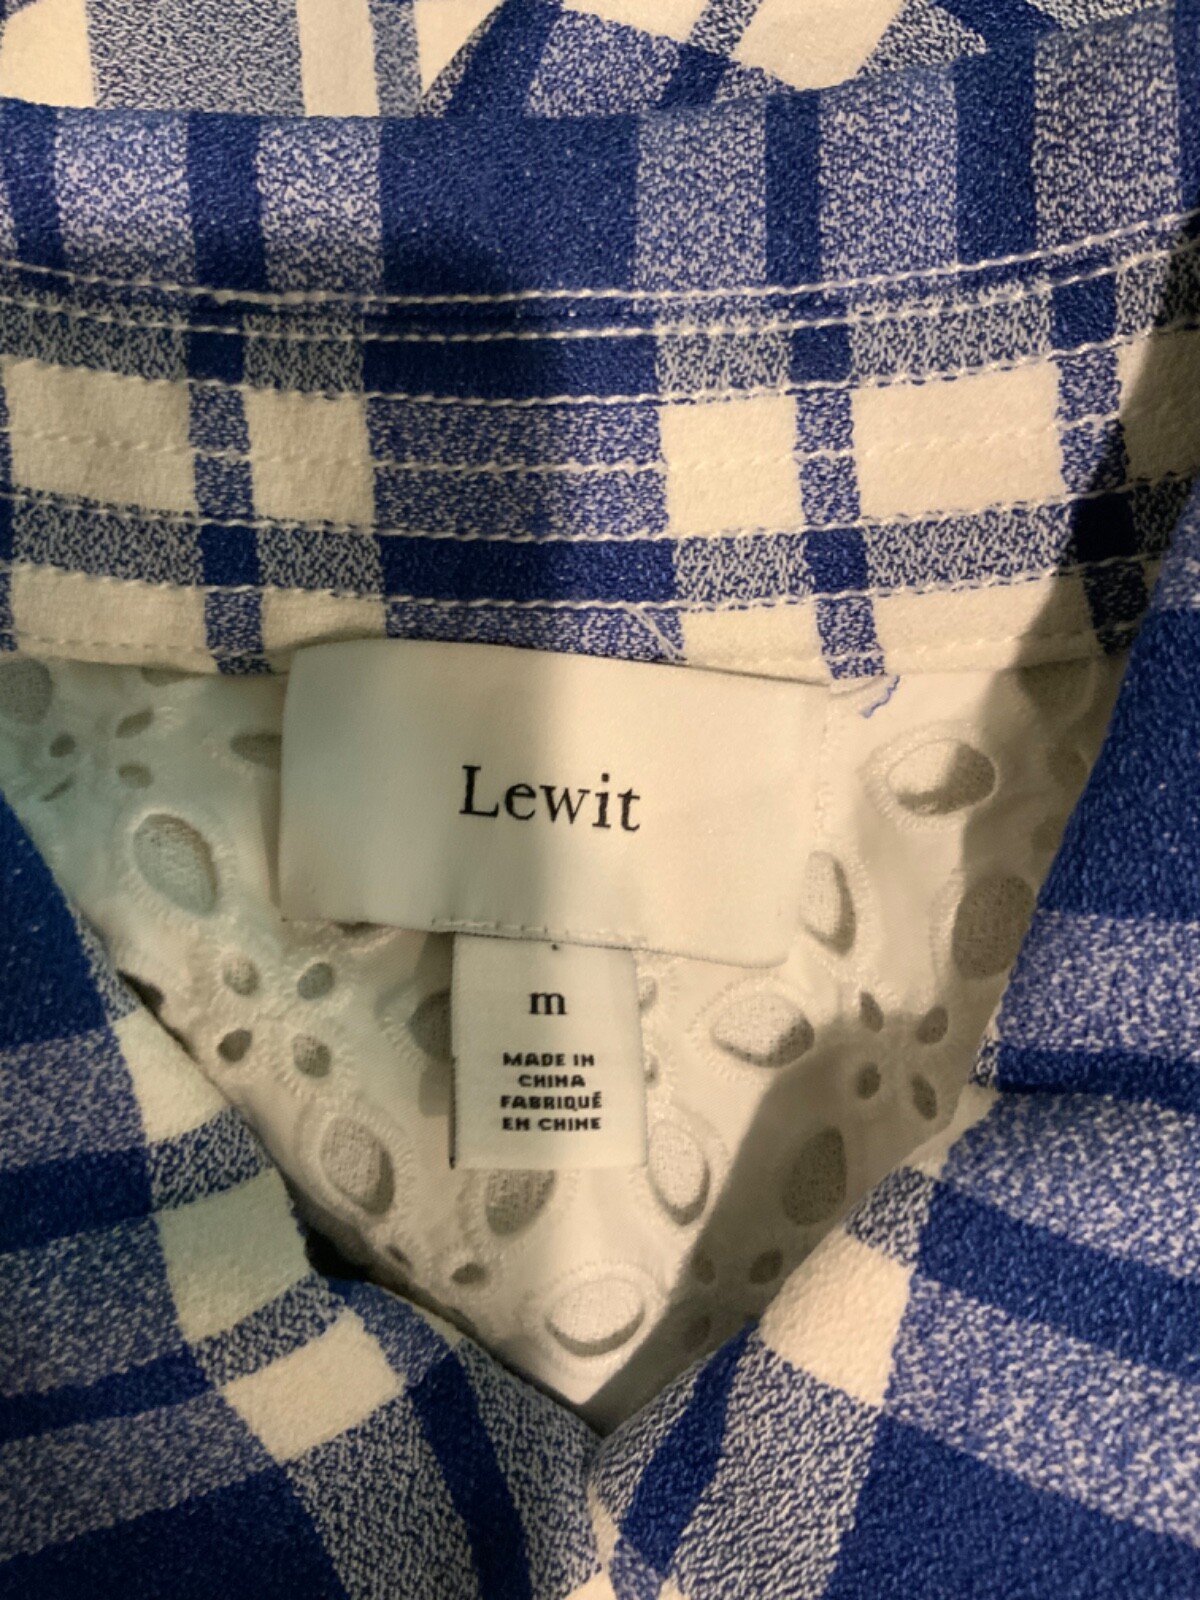 Lewit
m
MADE IN
CHINA
FABRIQUÉ
EN CHINE